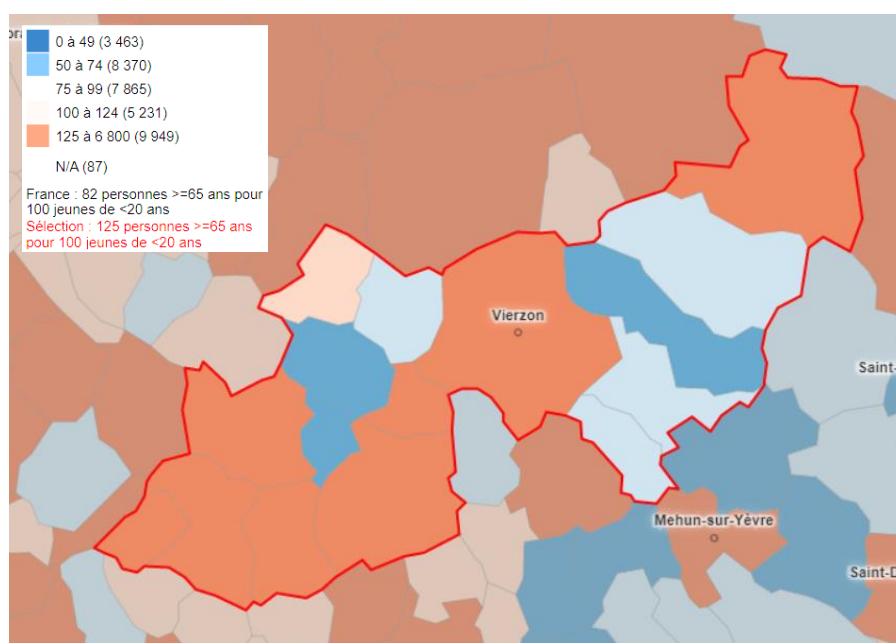 0 à 49 (3 463)
50 à 74 (8 370)
75 à 99 (7 865)
100 à 124 (5 231)
125 à 6 800 (9 949)
N/A (87)
France : 82 personnes >=65 ans pour
100 jeunes de <20 ans
Sélection : 125 personnes >=65 ans
pour 100 jeunes de <20 ans
Vierzon
Saint-
Mehun-sur-Yèvre
Saint-D